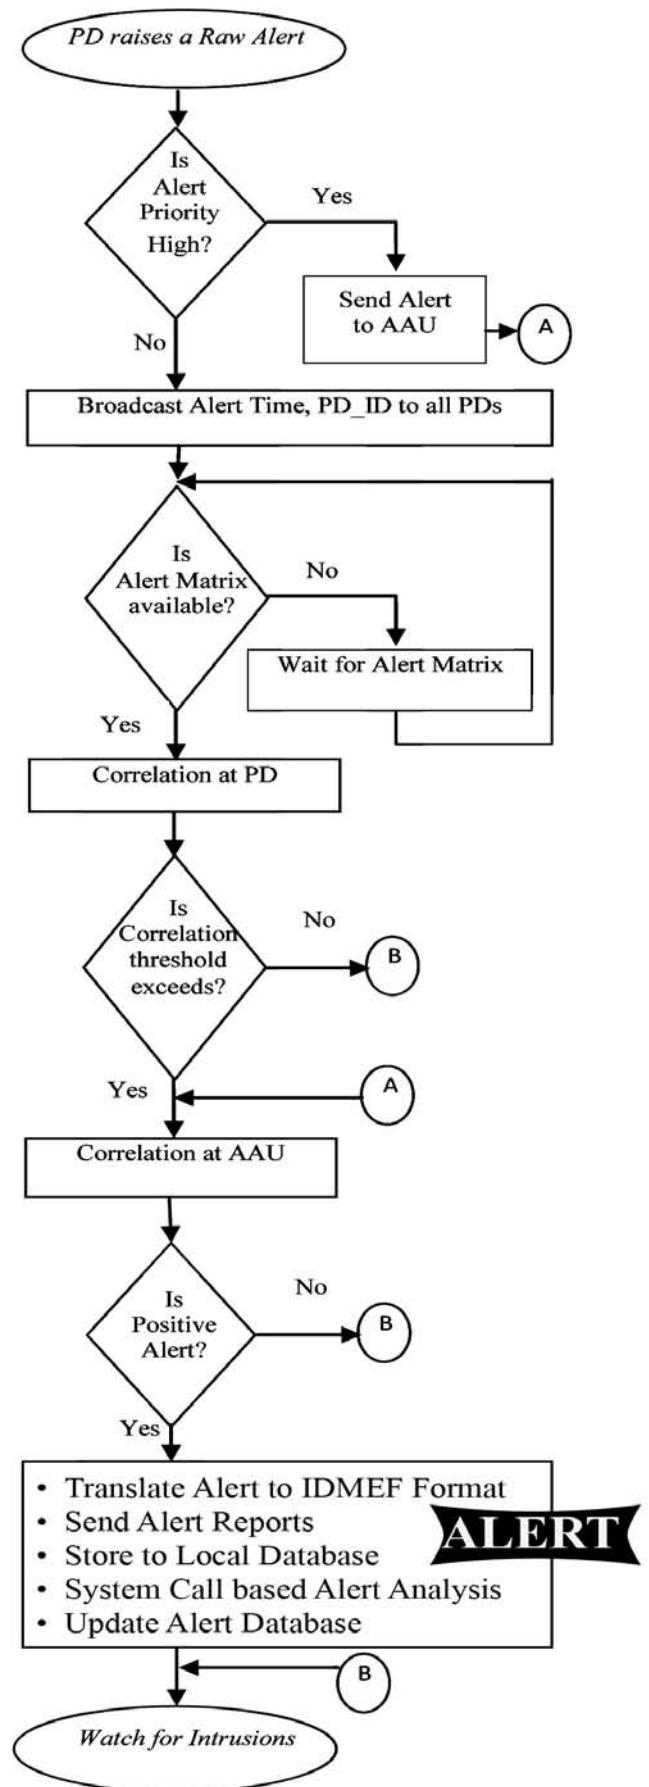 PD raises a Raw Alert
Is
Alert
Priority
High?
Yes
Send Alert
to AAU
A
No
Broadcast Alert Time, PD_ID to all PDs
Is
Alert Matrix
available?
No
Wait for Alert Matrix
Yes
Correlation at PD
Is
Correlation
threshold
exceeds?
No
B
Yes
A
Correlation at AAU
Is
Positive
Alert?
No
B
Yes
• Translate Alert to IDMEF Format
• Send Alert Reports
• Store to Local Database
• System Call based Alert Analysis
• Update Alert Database
ALERT
B
Watch for Intrusions